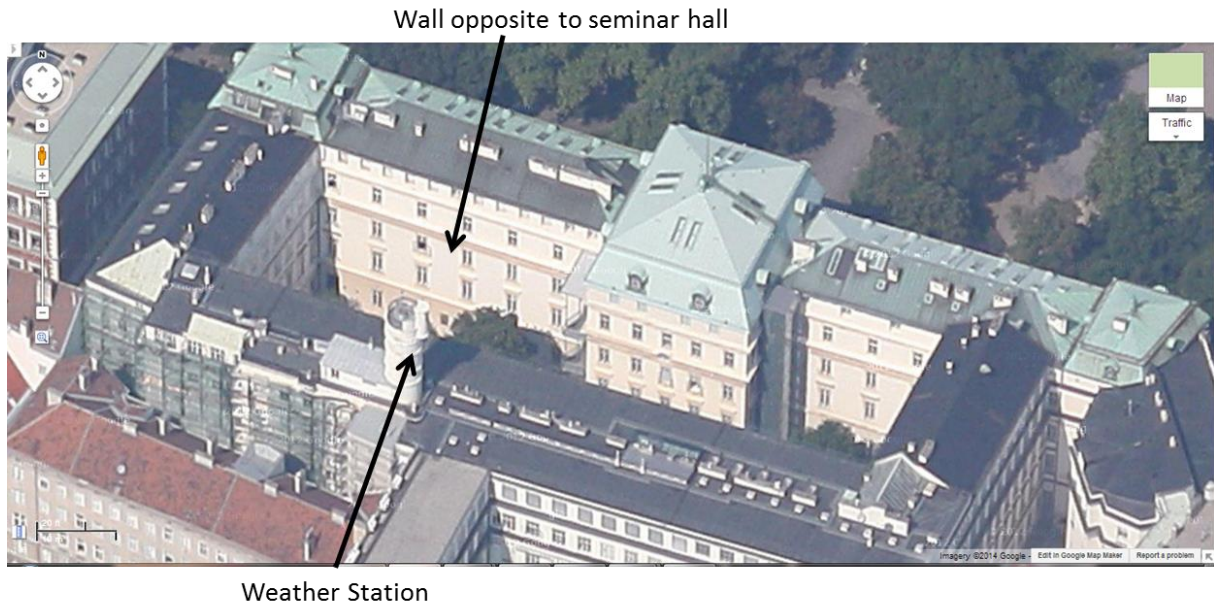 Wall opposite to seminar hall
N
Map
Traffic
Imagery ©2014 Google - Edit in Google Map Maker Report a problem
Weather Station